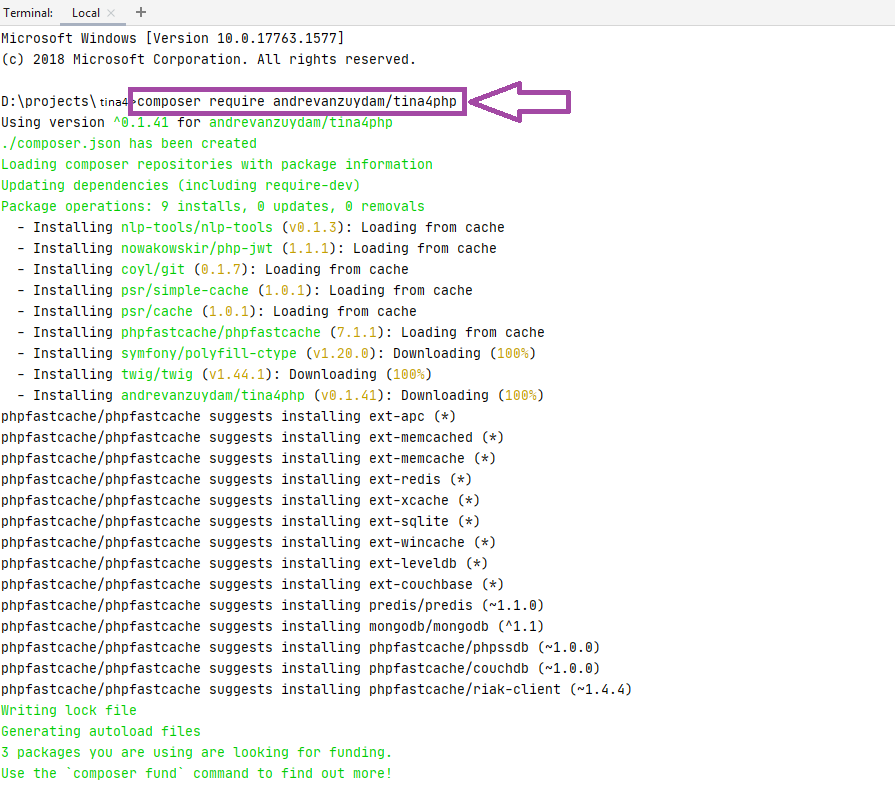 Terminal: Local × +
Microsoft Windows [Version 10.0.17763.1577]
(c) 2018 Microsoft Corporation. All rights reserved.
D:\projects\tina4>composer require andrevanzuydam/tina4php
Using version ^0.1.41 for andrevanzuydam/tina4php
./composer.json has been created
Loading composer repositories with package information
Updating dependencies (including require-dev)
Package operations: 9 installs, 0 updates, 0 removals
  - Installing nlp-tools/nlp-tools (v0.1.3): Loading from cache
  - Installing nowakowskir/php-jwt (1.1.1): Loading from cache
  - Installing coyl/git (0.1.7): Loading from cache
  - Installing psr/simple-cache (1.0.1): Loading from cache
  - Installing psr/cache (1.0.1): Loading from cache
  - Installing phpfastcache/phpfastcache (7.1.1): Loading from cache
  - Installing symfony/polyfill-ctype (v1.20.0): Downloading (100%)
  - Installing twig/twig (v1.44.1): Downloading (100%)
  - Installing andrevanzuydam/tina4php (v0.1.41): Downloading (100%)
phpfastcache/phpfastcache suggests installing ext-apc (*)
phpfastcache/phpfastcache suggests installing ext-memcached (*)
phpfastcache/phpfastcache suggests installing ext-memcache (*)
phpfastcache/phpfastcache suggests installing ext-redis (*)
phpfastcache/phpfastcache suggests installing ext-xcache (*)
phpfastcache/phpfastcache suggests installing ext-sqlite (*)
phpfastcache/phpfastcache suggests installing ext-wincache (*)
phpfastcache/phpfastcache suggests installing ext-leveldb (*)
phpfastcache/phpfastcache suggests installing ext-couchbase (*)
phpfastcache/phpfastcache suggests installing predis/predis (~1.1.0)
phpfastcache/phpfastcache suggests installing mongodb/mongodb (^1.1)
phpfastcache/phpfastcache suggests installing phpfastcache/phpssdb (~1.0.0)
phpfastcache/phpfastcache suggests installing phpfastcache/couchdb (~1.0.0)
phpfastcache/phpfastcache suggests installing phpfastcache/riak-client (~1.4.4)
Writing lock file
Generating autoload files
3 packages you are using are looking for funding.
Use the `composer fund` command to find out more!